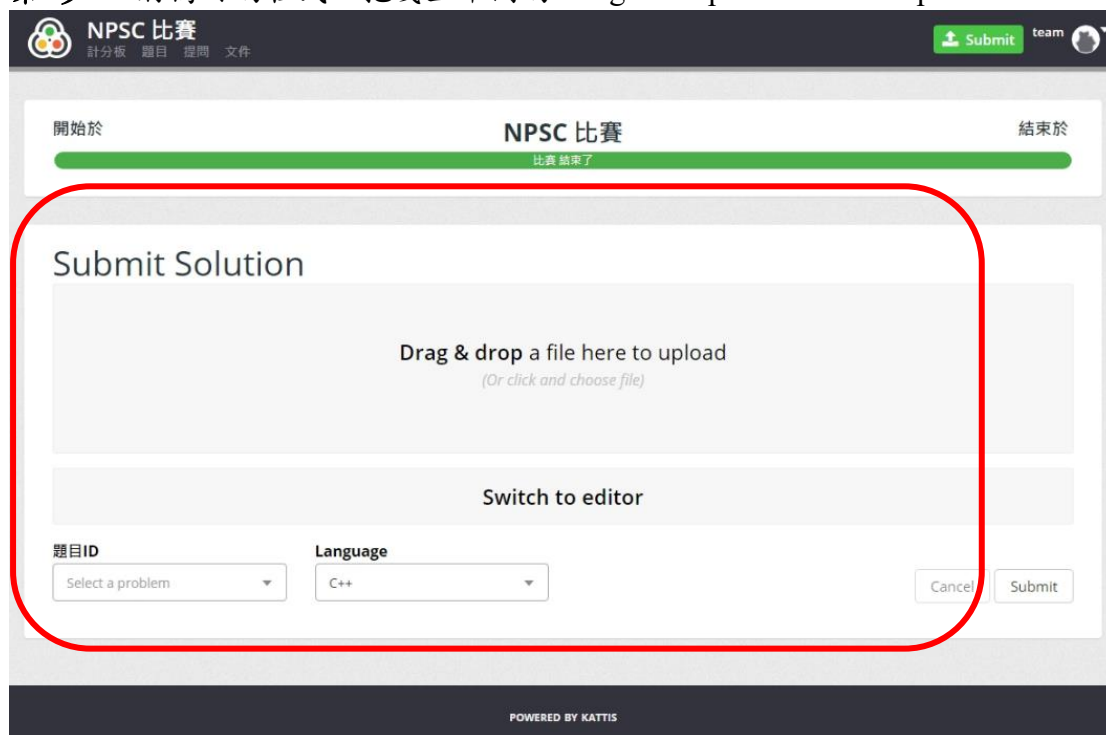 NPSC 比賽
計分板 題目 提問 文件
Submit team
開始於 NPSC 比賽 結束於
比賽 結束了
Submit Solution
Drag & drop a file here to upload
(Or click and choose file)
Switch to editor
題目ID Language
Select a problem C++ Cancel Submit
POWERED BY KATTIS